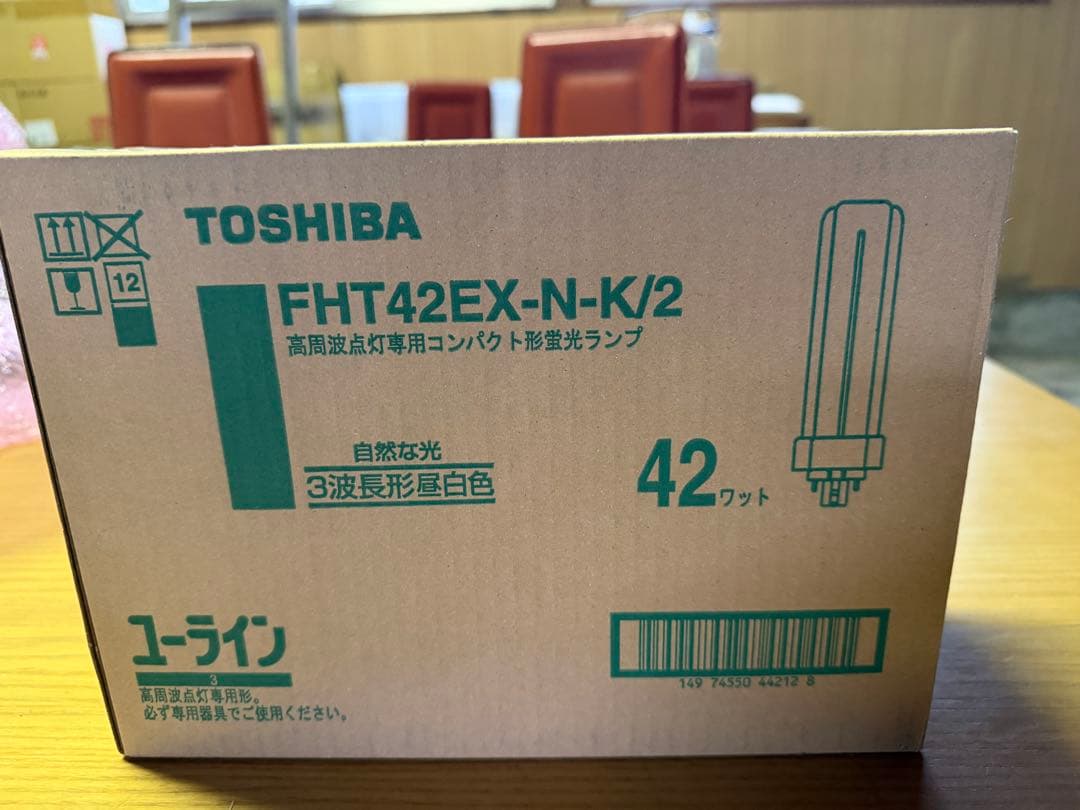 TOSHIBA
12
FHT42EX-N-K/2
高周波点灯専用コンパクト形蛍光ランプ
自然な光
3波長形昼白色
42ワット
ユーライン
3
高周波点灯専用形。
必ず専用器具でご使用ください。
149 74550 44212 8